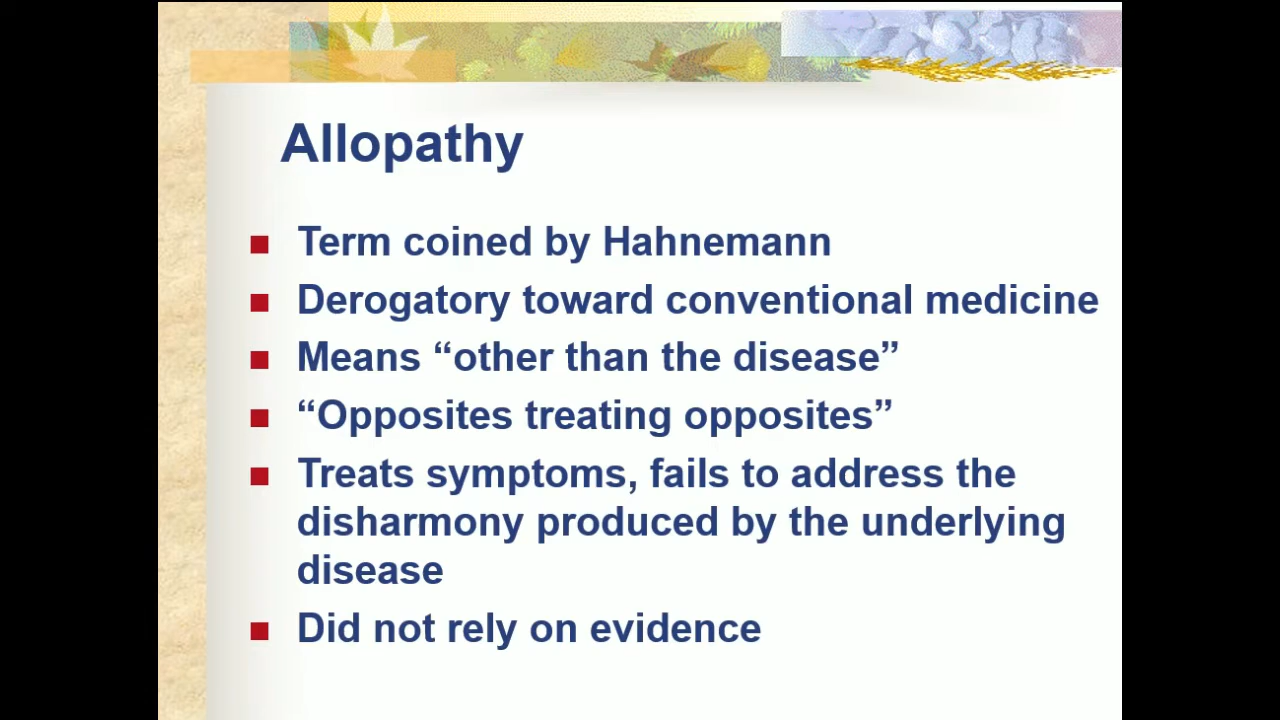 Allopathy
Term coined by Hahnemann
Derogatory toward conventional medicine
Means “other than the disease”
“Opposites treating opposites”
Treats symptoms, fails to address the
disharmony produced by the underlying
disease
Did not rely on evidence